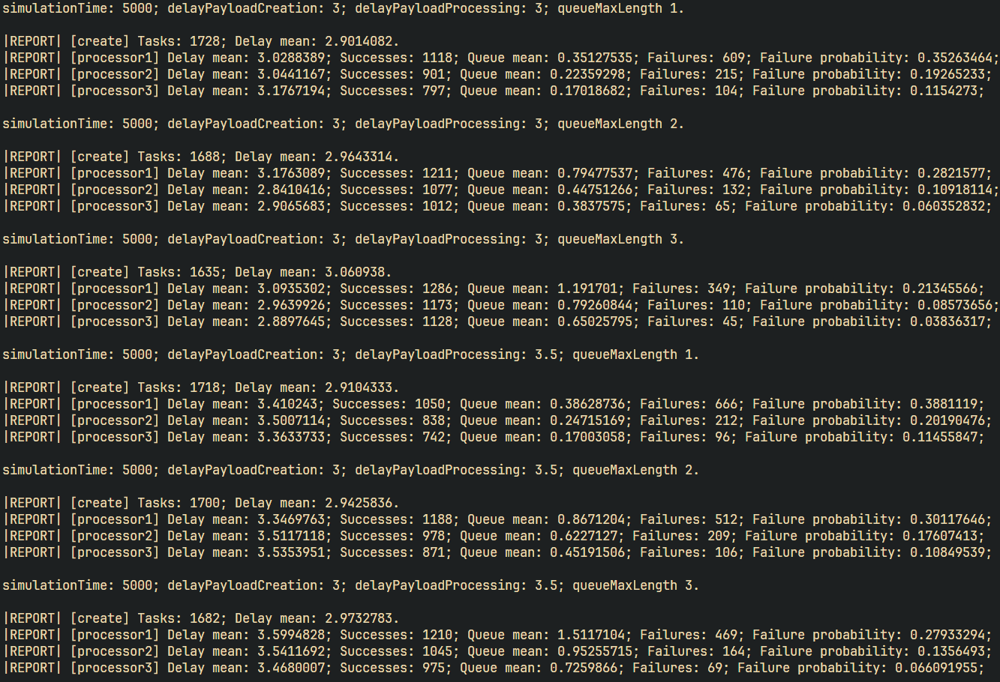 simulationTime: 5000; delayPayloadCreation: 3; delayPayloadProcessing: 3; queueMaxLength 1.
|REPORT| [create] Tasks: 1728; Delay mean: 2.9014082.
|REPORT| [processor1] Delay mean: 3.0288389; Successes: 1118; Queue mean: 0.35127535; Failures: 609; Failure probability: 0.35263464;
|REPORT| [processor2] Delay mean: 3.0441167; Successes: 901; Queue mean: 0.22359298; Failures: 215; Failure probability: 0.19265233;
|REPORT| [processor3] Delay mean: 3.1767194; Successes: 797; Queue mean: 0.17018682; Failures: 104; Failure probability: 0.1154273;
simulationTime: 5000; delayPayloadCreation: 3; delayPayloadProcessing: 3; queueMaxLength 2.
|REPORT| [create] Tasks: 1688; Delay mean: 2.9643314.
|REPORT| [processor1] Delay mean: 3.1763089; Successes: 1211; Queue mean: 0.79477537; Failures: 476; Failure probability: 0.2821577;
|REPORT| [processor2] Delay mean: 2.8410416; Successes: 1077; Queue mean: 0.44751266; Failures: 132; Failure probability: 0.10918114;
|REPORT| [processor3] Delay mean: 2.9065683; Successes: 1012; Queue mean: 0.3837575; Failures: 65; Failure probability: 0.060352832;
simulationTime: 5000; delayPayloadCreation: 3; delayPayloadProcessing: 3; queueMaxLength 3.
|REPORT| [create] Tasks: 1635; Delay mean: 3.060938.
|REPORT| [processor1] Delay mean: 3.0935302; Successes: 1286; Queue mean: 1.191701; Failures: 349; Failure probability: 0.21345566;
|REPORT| [processor2] Delay mean: 2.9639926; Successes: 1173; Queue mean: 0.79260844; Failures: 110; Failure probability: 0.08573656;
|REPORT| [processor3] Delay mean: 2.8897645; Successes: 1128; Queue mean: 0.65025795; Failures: 45; Failure probability: 0.03836317;
simulationTime: 5000; delayPayloadCreation: 3; delayPayloadProcessing: 3.5; queueMaxLength 1.
|REPORT| [create] Tasks: 1718; Delay mean: 2.9104333.
|REPORT| [processor1] Delay mean: 3.410243; Successes: 1050; Queue mean: 0.38628736; Failures: 666; Failure probability: 0.3881119;
|REPORT| [processor2] Delay mean: 3.5007114; Successes: 838; Queue mean: 0.24715169; Failures: 212; Failure probability: 0.20190476;
|REPORT| [processor3] Delay mean: 3.3633733; Successes: 742; Queue mean: 0.17003058; Failures: 96; Failure probability: 0.11455847;
simulationTime: 5000; delayPayloadCreation: 3; delayPayloadProcessing: 3.5; queueMaxLength 2.
|REPORT| [create] Tasks: 1700; Delay mean: 2.9425836.
|REPORT| [processor1] Delay mean: 3.3469763; Successes: 1188; Queue mean: 0.8671204; Failures: 512; Failure probability: 0.30117646;
|REPORT| [processor2] Delay mean: 3.5117118; Successes: 978; Queue mean: 0.6227127; Failures: 209; Failure probability: 0.17607413;
|REPORT| [processor3] Delay mean: 3.5353951; Successes: 871; Queue mean: 0.45191506; Failures: 106; Failure probability: 0.10849539;
simulationTime: 5000; delayPayloadCreation: 3; delayPayloadProcessing: 3.5; queueMaxLength 3.
|REPORT| [create] Tasks: 1682; Delay mean: 2.9732783.
|REPORT| [processor1] Delay mean: 3.5994828; Successes: 1210; Queue mean: 1.5117104; Failures: 469; Failure probability: 0.27933294;
|REPORT| [processor2] Delay mean: 3.5411692; Successes: 1045; Queue mean: 0.95255715; Failures: 164; Failure probability: 0.1356493;
|REPORT| [processor3] Delay mean: 3.4680007; Successes: 975; Queue mean: 0.7259866; Failures: 69; Failure probability: 0.066091955;